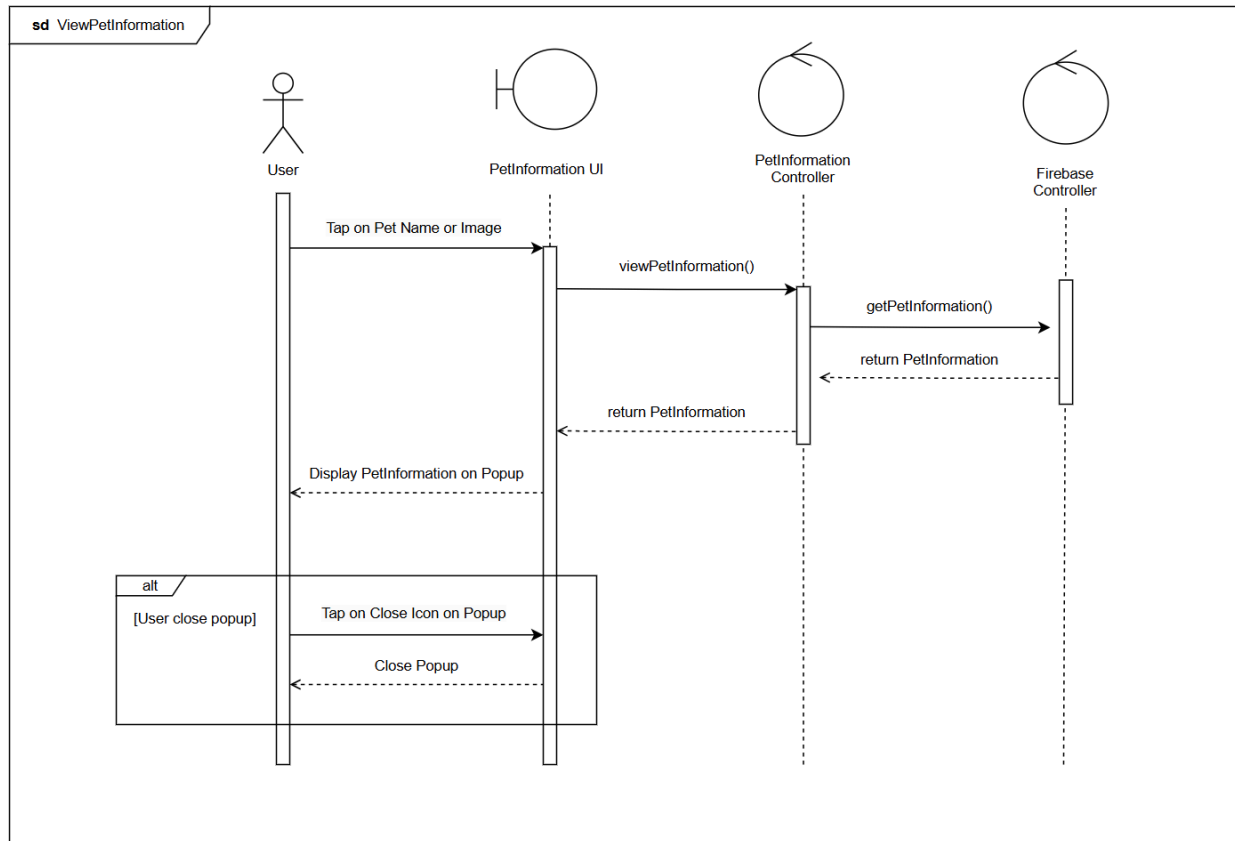 sd ViewPetInformation
User
PetInformation UI
PetInformation
Controller
Firebase
Controller
Tap on Pet Name or Image
viewPetInformation()
getPetInformation()
return PetInformation
return PetInformation
Display PetInformation on Popup
alt
[User close popup]
Tap on Close Icon on Popup
Close Popup